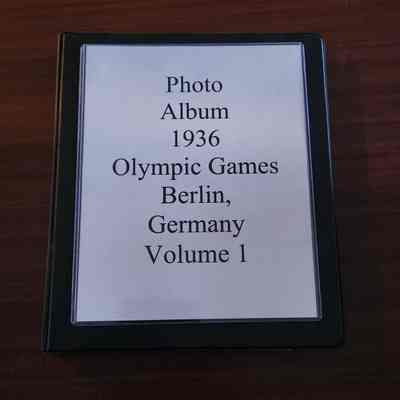 Photo
Album
1936
Olympic Games
Berlin,
Germany
Volume 1